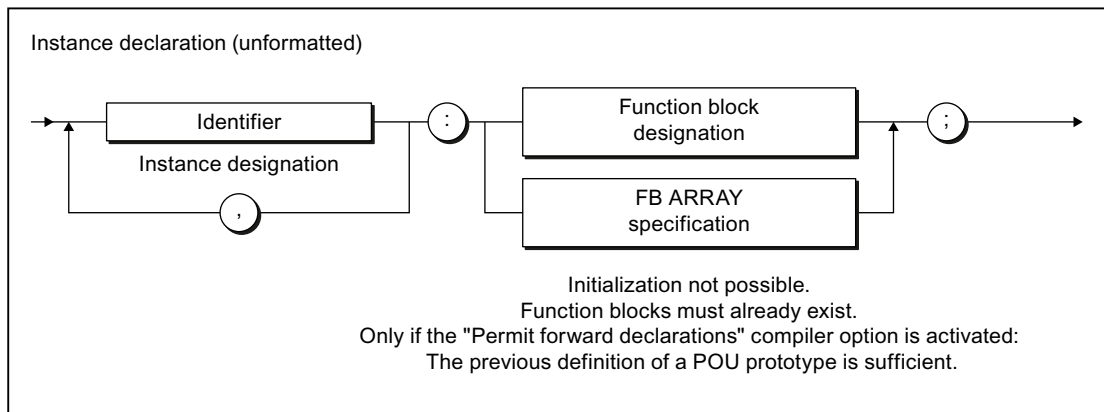 Instance declaration (unformatted)
Identifier
:
Function block
designation
;
Instance designation
,
FB ARRAY
specification
Initialization not possible.
Function blocks must already exist.
Only if the "Permit forward declarations" compiler option is activated:
The previous definition of a POU prototype is sufficient.